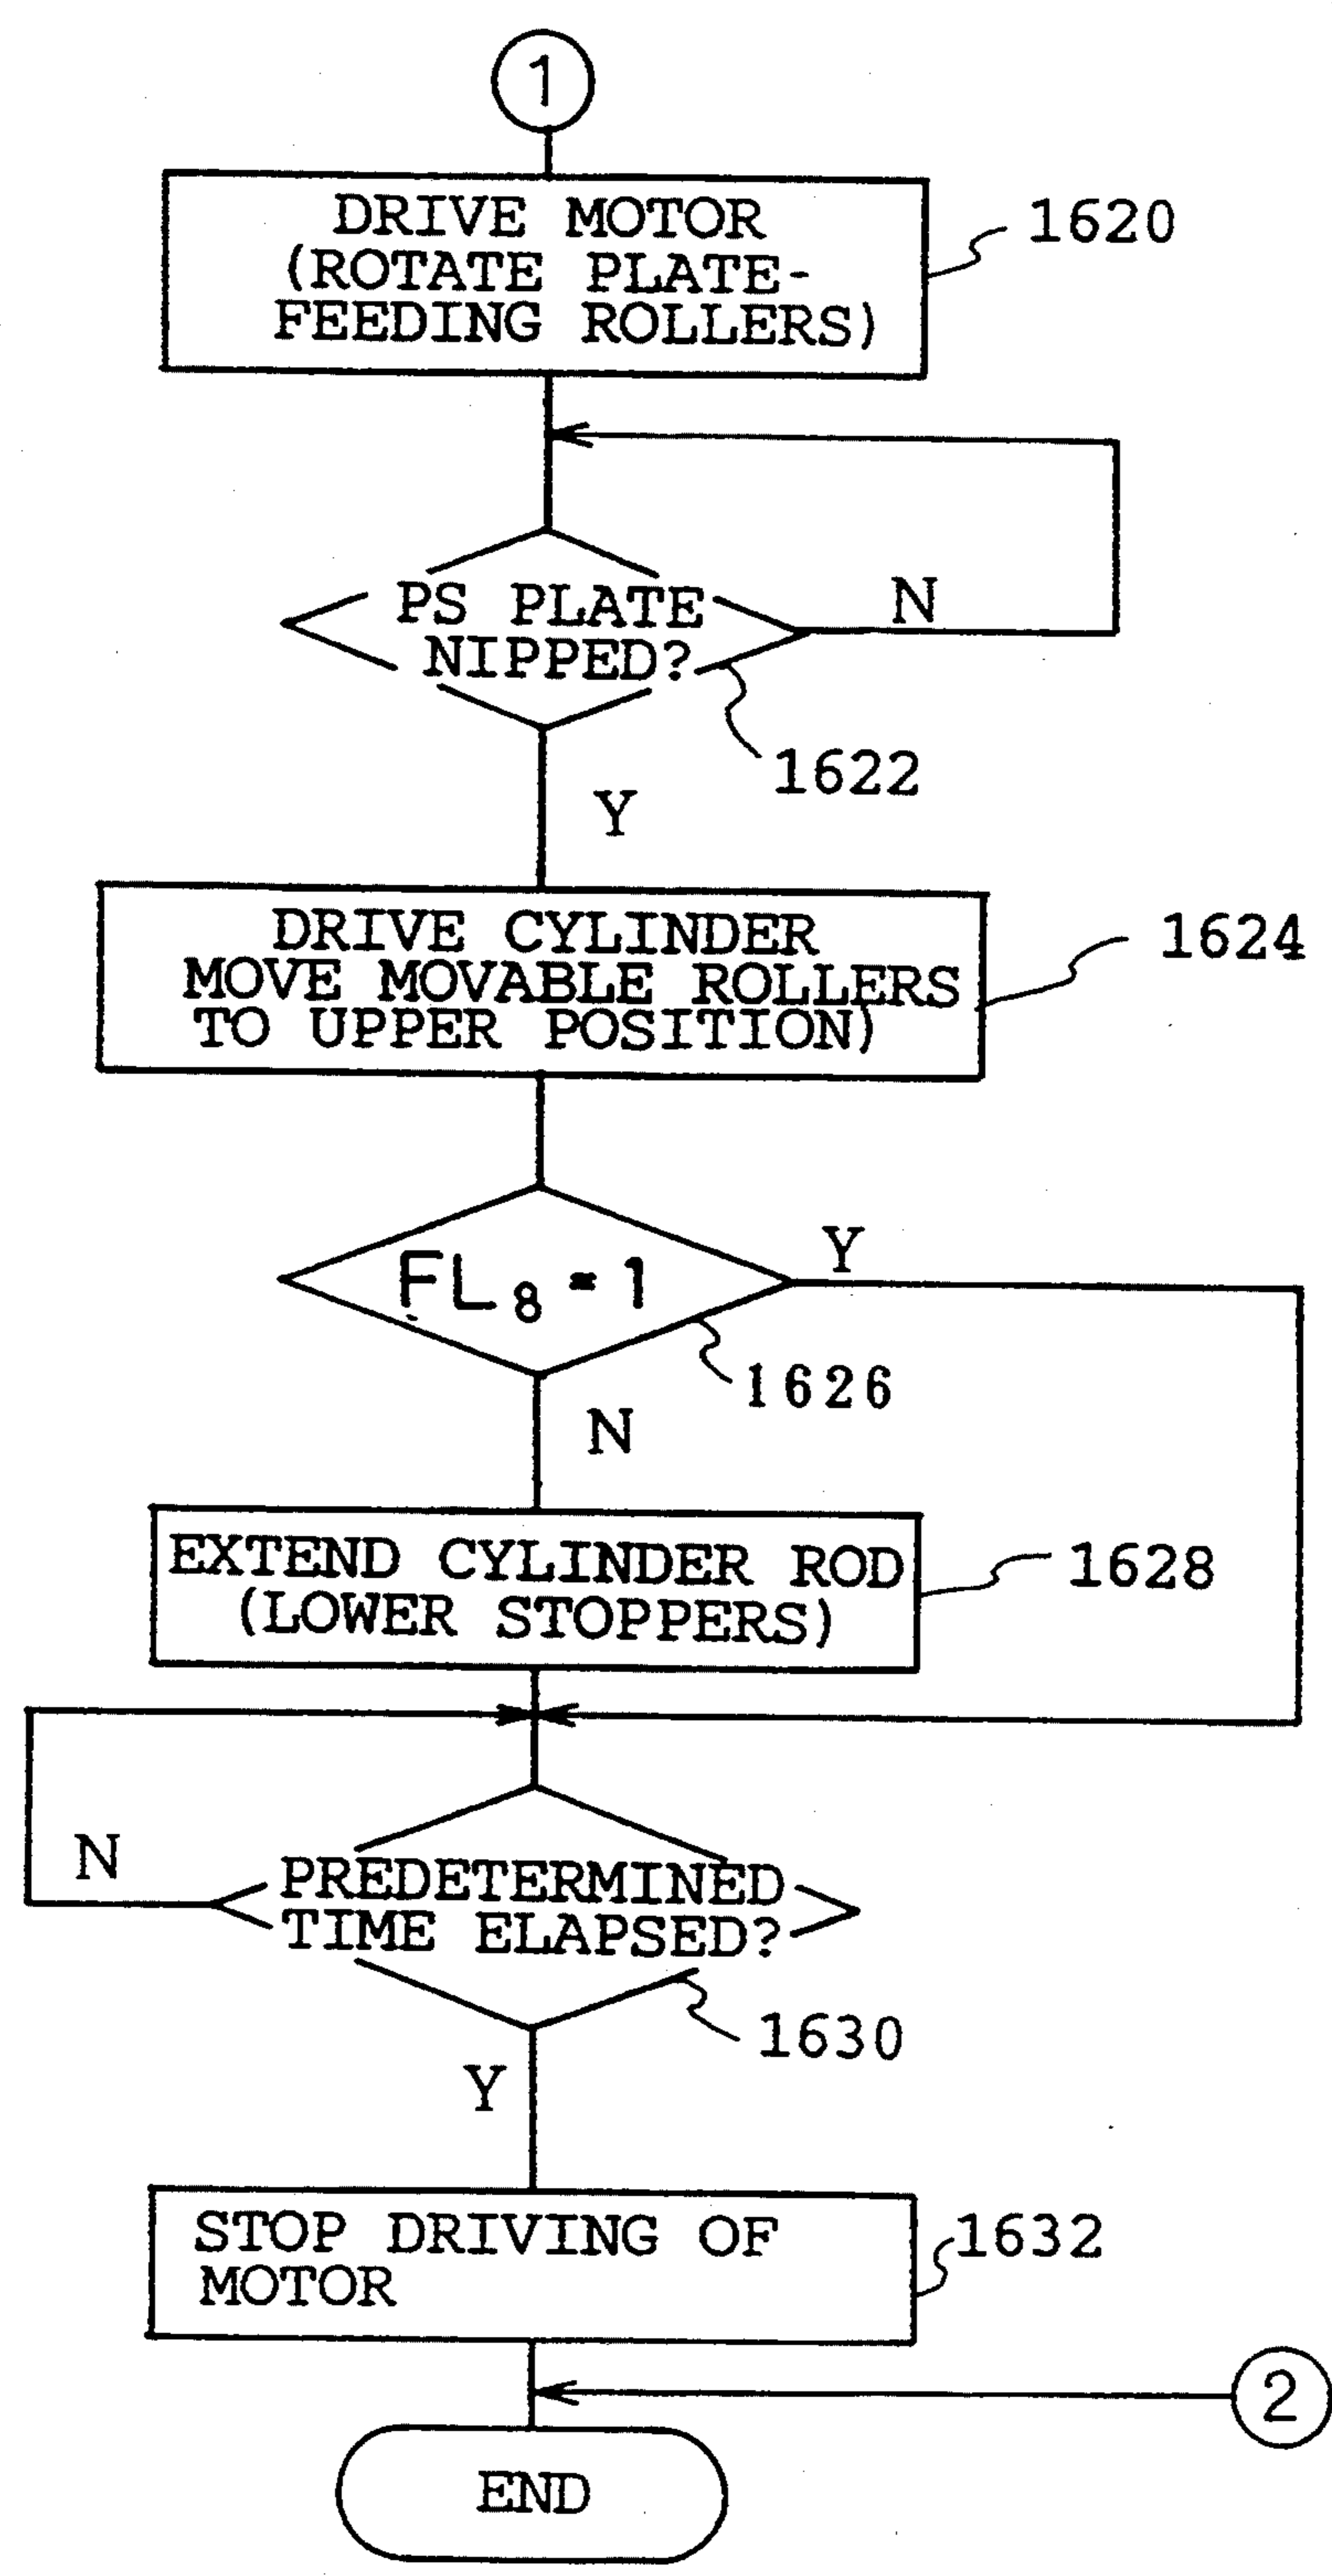 1
DRIVE MOTOR
(ROTATE PLATE-
FEEDING ROLLERS)
1620
PS PLATE
NIPPED?
N
1622
Y
DRIVE CYLINDER
MOVE MOVABLE ROLLERS
TO UPPER POSITION)
1624
FL8 = 1
Y
1626
N
EXTEND CYLINDER ROD
(LOWER STOPPERS)
1628
N
PREDETERMINED
TIME ELAPSED?
1630
Y
STOP DRIVING OF
MOTOR
1632
2
END